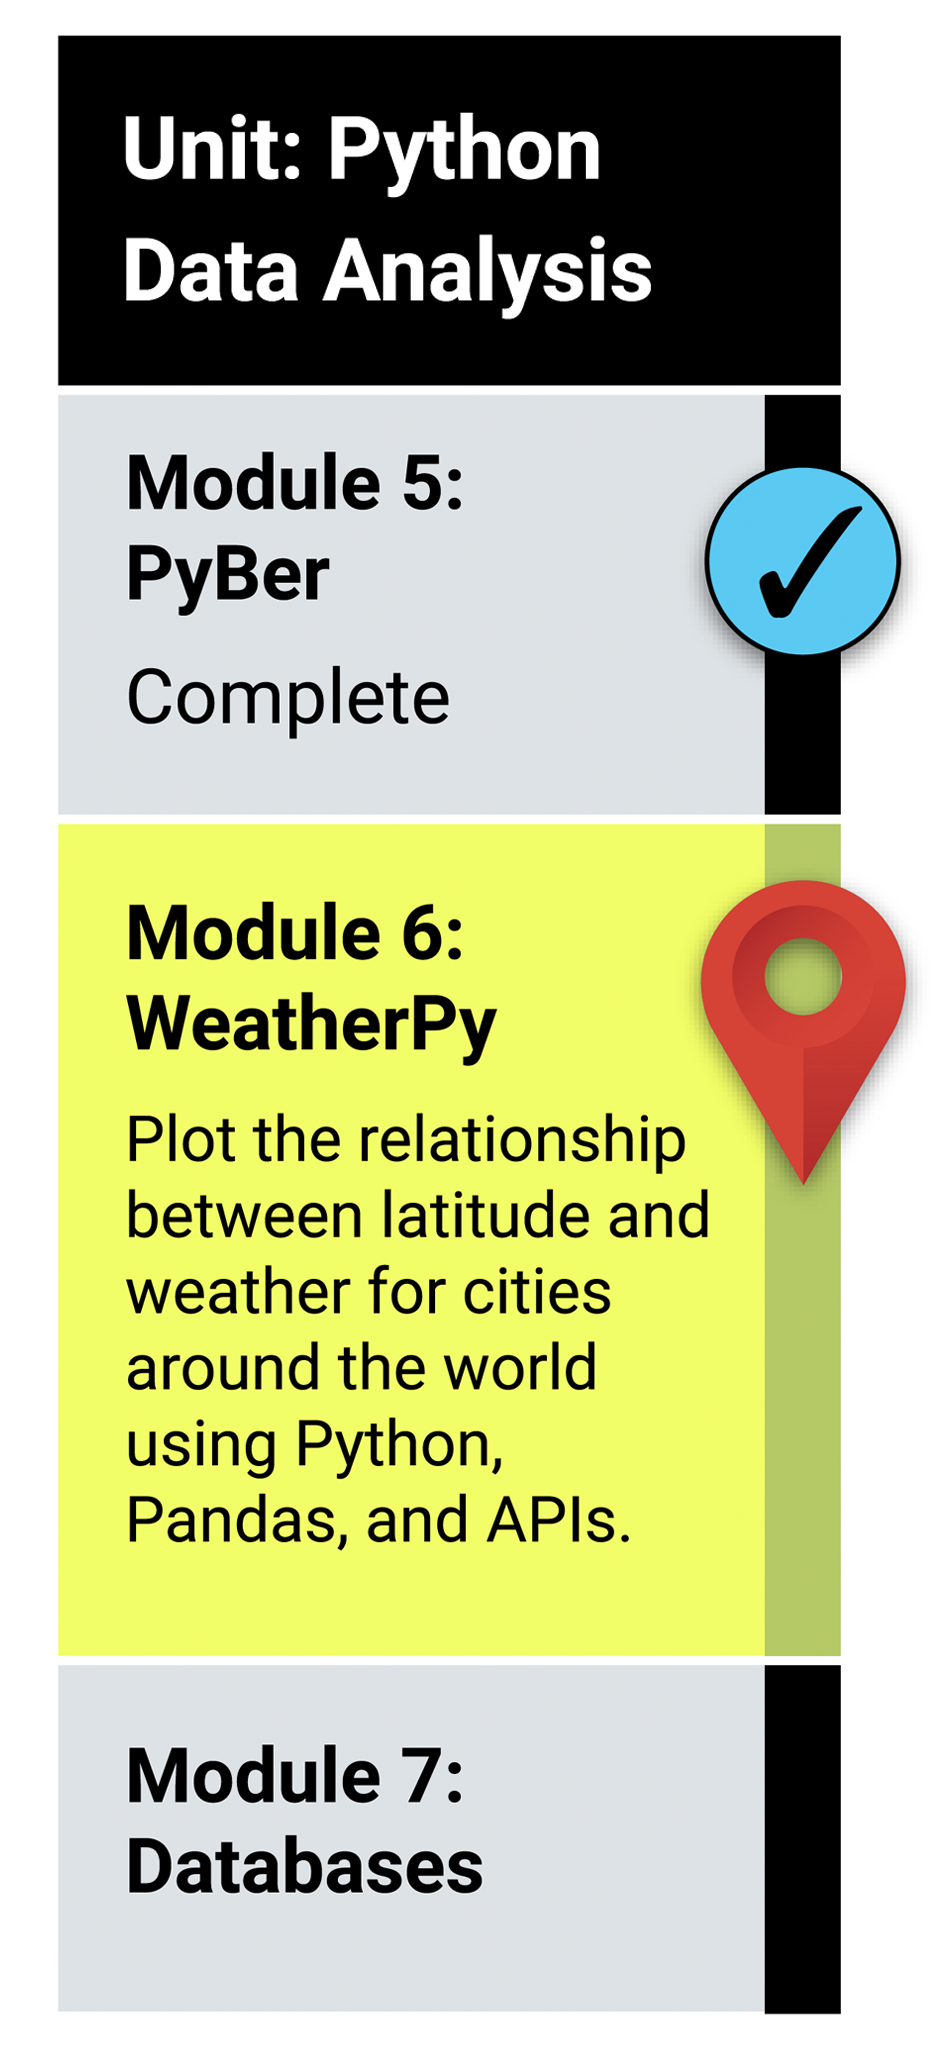 Unit: Python
Data Analysis
Module 5:
PyBer
Complete
Module 6:
WeatherPy
Plot the relationship
between latitude and
weather for cities
around the world
using Python,
Pandas, and APIs.
Module 7:
Databases